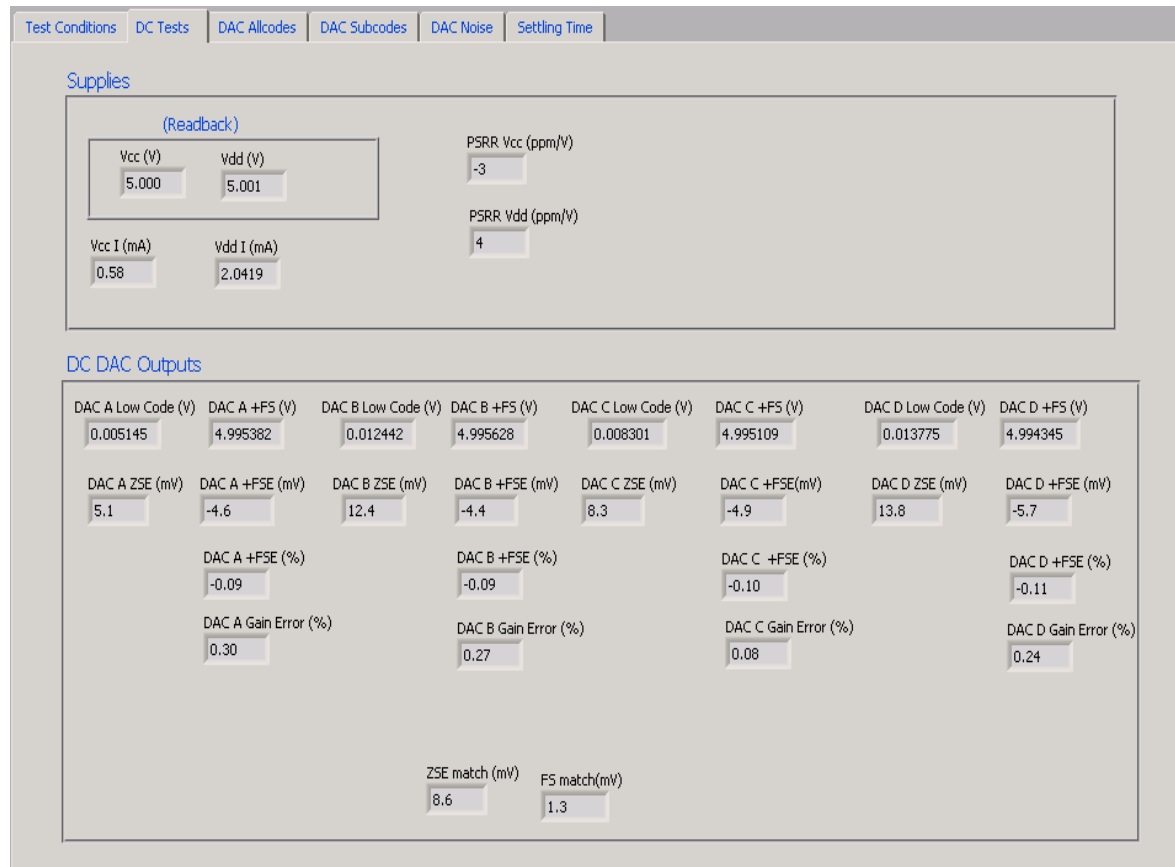 Test Conditions DC Tests DAC Allcodes DAC Subcodes DAC Noise Settling Time
Supplies
(Readback)
Vcc (V) Vdd (V)
5.000 5.001
Vcc I (mA) Vdd I (mA)
0.58 2.0419
PSRR Vcc (ppm/V)
-3
PSRR Vdd (ppm/V)
4
DC DAC Outputs
DAC A Low Code (V) DAC A +FS (V) DAC B Low Code (V) DAC B +FS (V) DAC C Low Code (V) DAC C +FS (V) DAC D Low Code (V) DAC D +FS (V)
0.005145 4.995382 0.012442 4.995628 0.008301 4.995109 0.013775 4.994345
DAC A ZSE (mV) DAC A +FSE (mV) DAC B ZSE (mV) DAC B +FSE (mV) DAC C ZSE (mV) DAC C +FSE(mV) DAC D ZSE (mV) DAC D +FSE (mV)
5.1 -4.6 12.4 -4.4 8.3 -4.9 13.8 -5.7
DAC A +FSE (%) DAC B +FSE (%) DAC C +FSE (%) DAC D +FSE (%)
-0.09 -0.09 -0.10 -0.11
DAC A Gain Error (%) DAC B Gain Error (%) DAC C Gain Error (%) DAC D Gain Error (%)
0.30 0.27 0.08 0.24
ZSE match (mV) FS match(mV)
8.6 1.3